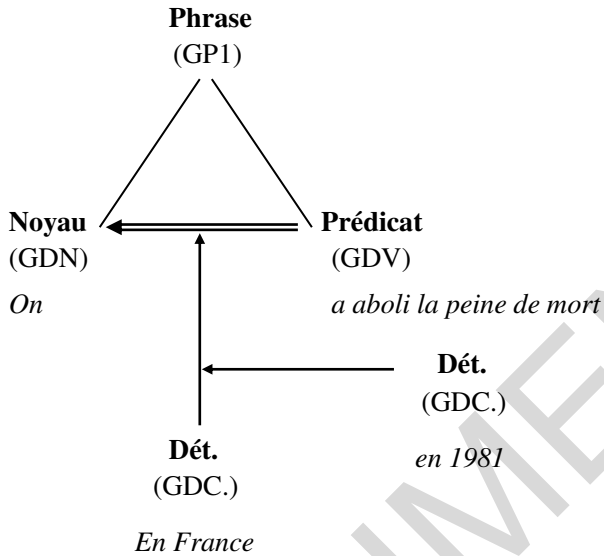 Phrase
(GP1)
Noyau
(GDN)
On
Prédicat
(GDV)
a aboli la peine de mort
Dét.
(GDC.)
en 1981
Dét.
(GDC.)
En France